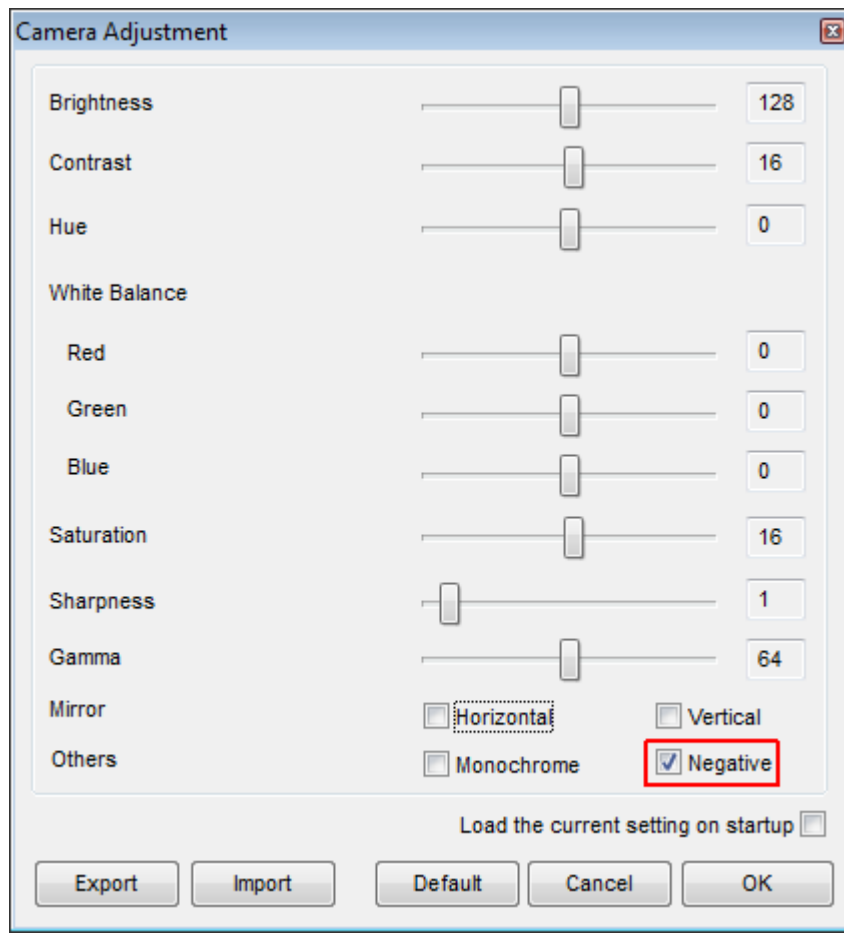 Camera Adjustment
Brightness 128
Contrast 16
Hue 0
White Balance
Red 0
Green 0
Blue 0
Saturation 16
Sharpness 1
Gamma 64
Mirror Horizontal Vertical
Others Monochrome Negative
Load the current setting on startup
Export Import Default Cancel OK